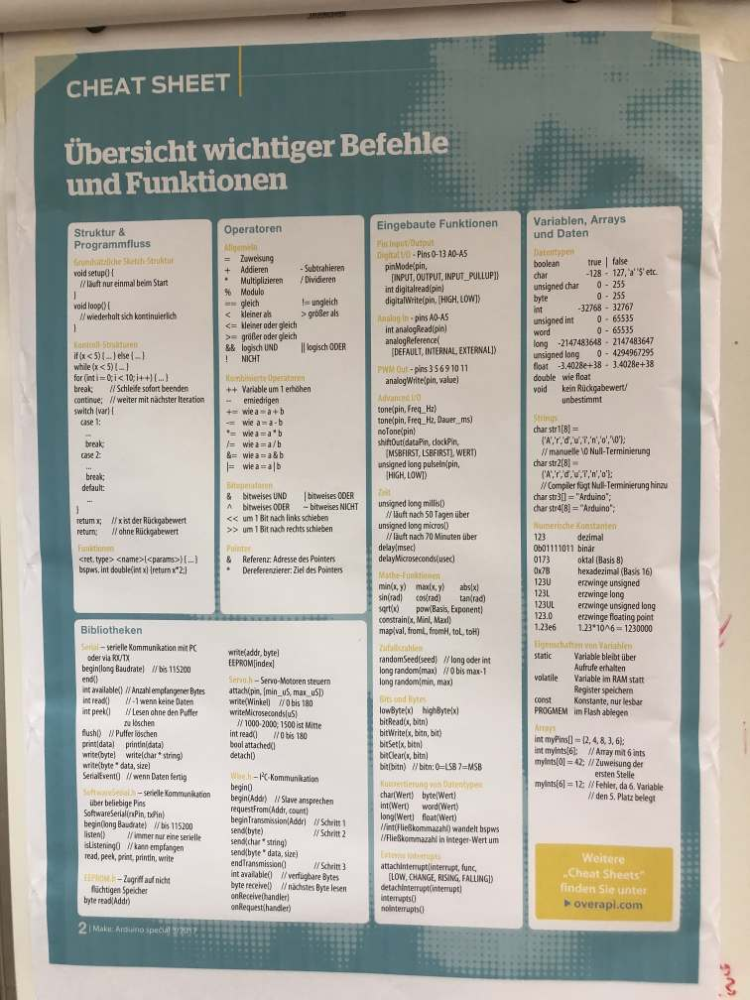 CHEAT SHEET
Übersicht wichtiger Befehle
und Funktionen
Struktur &
Programmfluss
Grundsätzliche Sketch-Struktur
void setup() {
// läuft nur einmal beim Start
}
void loop() {
// wiederholt sich kontinuierlich
}
Kontroll-Strukturen
if (x < 5) { ... } else { ... }
while (x < 5) { ... }
for (int i = 0; i < 10; i++) { ... }
break; // Schleife sofort beenden
continue; // weiter mit nächster Iteration
switch (var) {
case 1:
...
break;
case 2:
...
break;
default:
...
}
return x; // x ist der Rückgabewert
return; // ohne Rückgabewert
Funktionen
<ret. type> <name>(<params>) { ... }
bspws. int double(int x) {return x*2;}
Operatoren
Allgemein
= Zuweisung
+ Addieren - Subtrahieren
* Multiplizieren / Dividieren
% Modulo
== gleich != ungleich
< kleiner als > größer als
<= kleiner oder gleich
>= größer oder gleich
&& logisch UND || logisch ODER
! NICHT
Kombinierte Operatoren
++ Variable um 1 erhöhen
-- erniedrigen
+= wie a = a + b
-= wie a = a - b
*= wie a = a * b
/= wie a = a / b
&= wie a = a & b
|= wie a = a | b
Bitoperatoren
& bitweises UND | bitweises ODER
^ bitweises ODER ~ bitweises NICHT
<< um 1 Bit nach links schieben
>> um 1 Bit nach rechts schieben
Pointer
& Referenz: Adresse des Pointers
* Dereferenzierer: Ziel des Pointers
Eingebaute Funktionen
Pin Input/Output
Digital I/O - Pins 0-13 A0-A5
pinMode(pin,
[INPUT, OUTPUT, INPUT_PULLUP])
int digitalread(pin)
digitalWrite(pin, [HIGH, LOW])
Analog In - pins A0-A5
int analogRead(pin)
analogReference(
[DEFAULT, INTERNAL, EXTERNAL])
PWM Out - pins 3 5 6 9 10 11
analogWrite(pin, value)
Advanced I/O
tone(pin, Freq_Hz)
tone(pin, Freq_Hz, Dauer_ms)
noTone(pin)
shiftOut(dataPin, clockPin,
[MSBFIRST, LSBFIRST], WERT)
unsigned long pulseIn(pin,
[HIGH, LOW])
Zeit
unsigned long millis()
// läuft nach 50 Tagen über
unsigned long micros()
// läuft nach 70 Minuten über
delay(msec)
delayMicroseconds(usec)
Mathe-Funktionen
min(x, y) max(x, y) abs(x)
sin(rad) cos(rad) tan(rad)
sqrt(x) pow(Basis, Exponent)
constrain(x, MinI, MaxI)
map(val, fromL, fromH, toL, toH)
Zufallszahlen
randomSeed(seed) // long oder int
long random(max) // 0 bis max-1
long random(min, max)
Bits und Bytes
lowByte(x) highByte(x)
bitRead(x, bitn)
bitWrite(x, bitn, bit)
bitSet(x, bitn)
bitClear(x, bitn)
bit(bitn) // bitn: 0=LSB 7=MSB
Konvertierung von Datentypen
char(Wert) byte(Wert)
int(Wert) word(Wert)
long(Wert) float(Wert)
//int(Fließkommazahl) wandelt bspws
//Fließkommazahl in Integer-Wert um
Externe Interrupts
attachInterrupt(interrupt, func,
[LOW, CHANGE, RISING, FALLING])
detachInterrupt(interrupt)
interrupts()
noInterrupts()
Variablen, Arrays
und Daten
Datentypen
boolean true | false
char -128 - 127, 'a' '$' etc.
unsigned char 0 - 255
byte 0 - 255
int -32768 - 32767
unsigned int 0 - 65535
word 0 - 65535
long -2147483648 - 2147483647
unsigned long 0 - 4294967295
float -3.4028e+38 - 3.4028e+38
double wie float
void kein Rückgabewert/
unbestimmt
Strings
char str1[8] =
{'A','r','d','u','i','n','o','\0'};
// manuelle \0 Null-Terminierung
char str2[8] =
{'A','r','d','u','i','n','o'};
// Compiler fügt Null-Terminierung hinzu
char str3[] = "Arduino";
char str4[8] = "Arduino";
Numerische Konstanten
123 dezimal
0b01111011 binär
0173 oktal (Basis 8)
0x7B hexadezimal (Basis 16)
123U erzwinge unsigned
123L erzwinge long
123UL erzwinge unsigned long
123.0 erzwinge floating point
1.23e6 1.23*10^6 = 1230000
Eigenschaften von Variablen
static Variable bleibt über
Aufrufe erhalten
volatile Variable im RAM statt
Register speichern
const Konstante, nur lesbar
PROGMEM im Flash ablegen
Arrays
int myPins[] = {2, 4, 8, 3, 6};
int myInts[6]; // Array mit 6 ints
myInts[0] = 42; // Zuweisung der
ersten Stelle
myInts[6] = 12; // Fehler, da 6. Variable
// den 5. Platz belegt
Bibliotheken
Serial – serielle Kommunikation mit PC
oder via RX/TX
begin(long Baudrate) // bis 115200
end()
int available() // Anzahl empfangener Bytes
int read() // -1 wenn keine Daten
int peek() // Lesen ohne den Puffer
zu löschen
flush() // Puffer löschen
print(data) println(data)
write(byte) write(char * string)
write(byte * data, size)
SerialEvent() // wenn Daten fertig
SoftwareSerial.h – serielle Kommunikation
über beliebige Pins
SoftwareSerial(rxPin, txPin)
begin(long Baudrate) // bis 115200
listen() // immer nur eine serielle
isListening() // kann empfangen
read, peek, print, println, write
EEPROM.h – Zugriff auf nicht
flüchtigen Speicher
byte read(Addr)
write(addr, byte)
EEPROM[index]
Servo.h – Servo-Motoren steuern
attach(pin, [min_uS, max_uS])
write(Winkel) // 0 bis 180
writeMicroseconds(uS)
// 1000-2000; 1500 ist Mitte
int read() // 0 bis 180
bool attached()
detach()
Wire.h – I²C-Kommunikation
begin()
begin(Addr) // Slave ansprechen
requestFrom(Addr, count)
beginTransmission(Addr) // Schritt 1
send(byte) // Schritt 2
send(char * string)
send(byte * data, size)
endTransmission() // Schritt 3
int available() // verfügbare Bytes
byte receive() // nächstes Byte lesen
onReceive(handler)
onRequest(handler)
Weitere
„Cheat Sheets"
finden Sie unter
▶ overapi.com
2 | Make: Arduino special